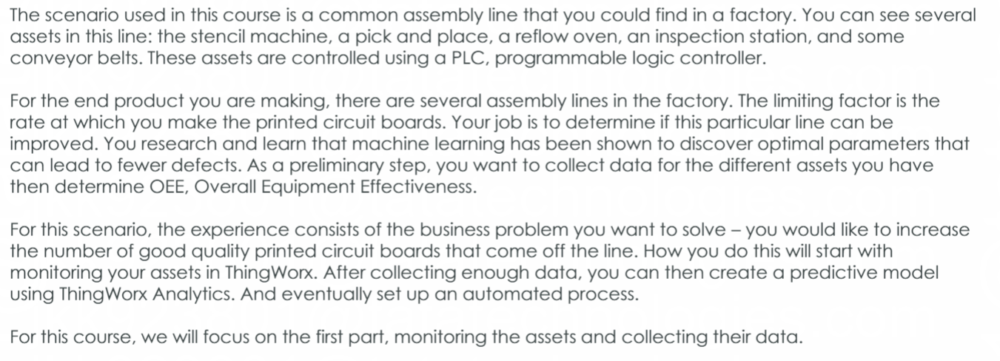 The scenario used in this course is a common assembly line that you could find in a factory. You can see several
assets in this line: the stencil machine, a pick and place, a reflow oven, an inspection station, and some
conveyor belts. These assets are controlled using a PLC, programmable logic controller.
For the end product you are making, there are several assembly lines in the factory. The limiting factor is the
rate at which you make the printed circuit boards. Your job is to determine if this particular line can be
improved. You research and learn that machine learning has been shown to discover optimal parameters that
can lead to fewer defects. As a preliminary step, you want to collect data for the different assets you have
then determine OEE, Overall Equipment Effectiveness.
For this scenario, the experience consists of the business problem you want to solve – you would like to increase
the number of good quality printed circuit boards that come off the line. How you do this will start with
monitoring your assets in ThingWorx. After collecting enough data, you can then create a predictive model
using ThingWorx Analytics. And eventually set up an automated process.
For this course, we will focus on the first part, monitoring the assets and collecting their data.